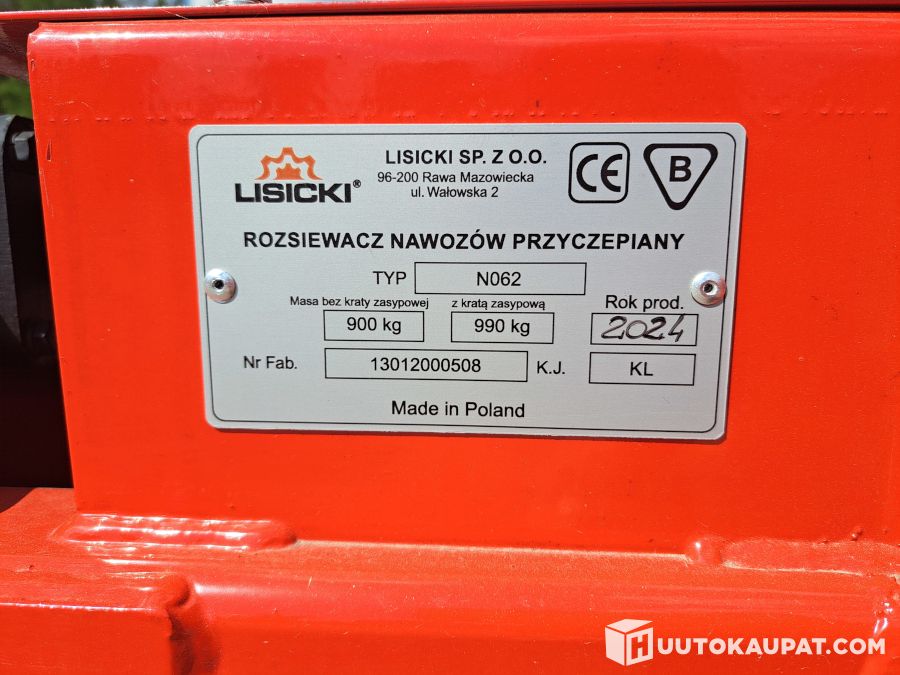 LISICKI®
LISICKI SP. Z O.O.
96-200 Rawa Mazowiecka
ul. Wałowska 2
CE
B
ROZSIEWACZ NAWOZÓW PRZYCZEPIANY
TYP N062
Masa bez kraty zasypowej z kratą zasypową Rok prod.
900 kg 990 kg 2024
Nr Fab. 13012000508 K.J. KL
Made in Poland
HUUTOKAUPAT.COM